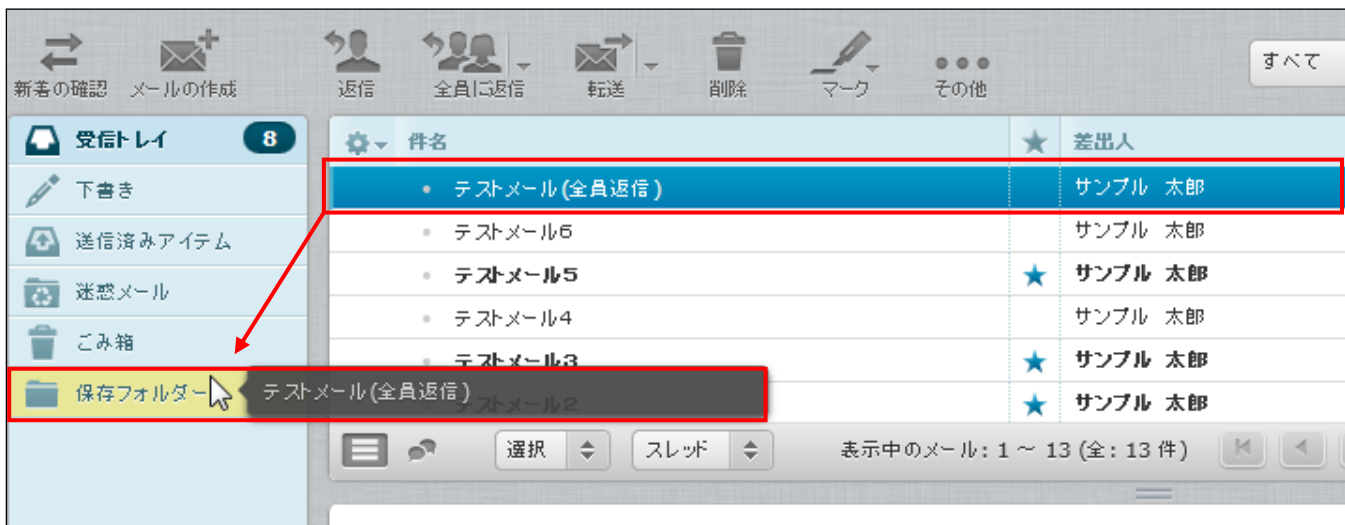 新着の確認 メールの作成 返信 全員に返信 転送 削除 マーク その他 すべて
受信トレイ 8
下書き
送信済みアイテム
迷惑メール
ごみ箱
保存フォルダー テストメール(全員返信)
件名 差出人
テストメール(全員返信) サンプル 太郎
テストメール6 サンプル 太郎
テストメール5 サンプル 太郎
テストメール4 サンプル 太郎
テストメール3 サンプル 太郎
テストメール2 サンプル 太郎
選択 スレッド 表示中のメール: 1 ～ 13 (全: 13 件)